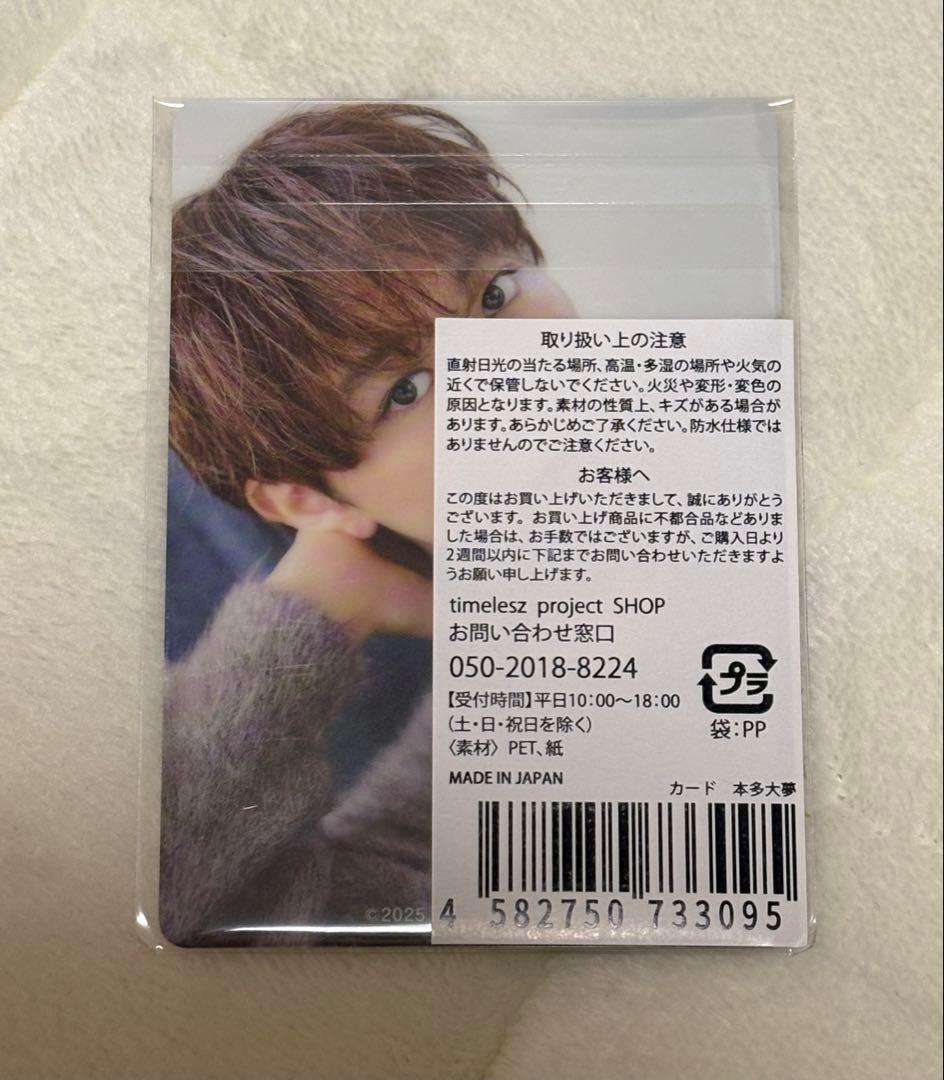 取り扱い上の注意
直射日光の当たる場所、高温・多湿の場所や火気の
近くで保管しないでください。火災や変形・変色の
原因となります。素材の性質上、キズがある場合が
あります。あらかじめご了承ください。防水仕様では
ありませんのでご注意ください。
お客様へ
この度はお買い上げいただきまして、誠にありがとう
ございます。お買い上げ商品に不都合品などありま
した場合は、お手数ではございますが、ご購入日より
2週間以内に下記までお問い合わせいただきますよ
うお願い申し上げます。
timelesz project SHOP
お問い合わせ窓口
050-2018-8224
【受付時間】平日10:00〜18:00
(土・日・祝日を除く)
〈素材〉PET、紙
プラ
袋:PP
MADE IN JAPAN
カード 本多大夢
4 582750 733095
©2025